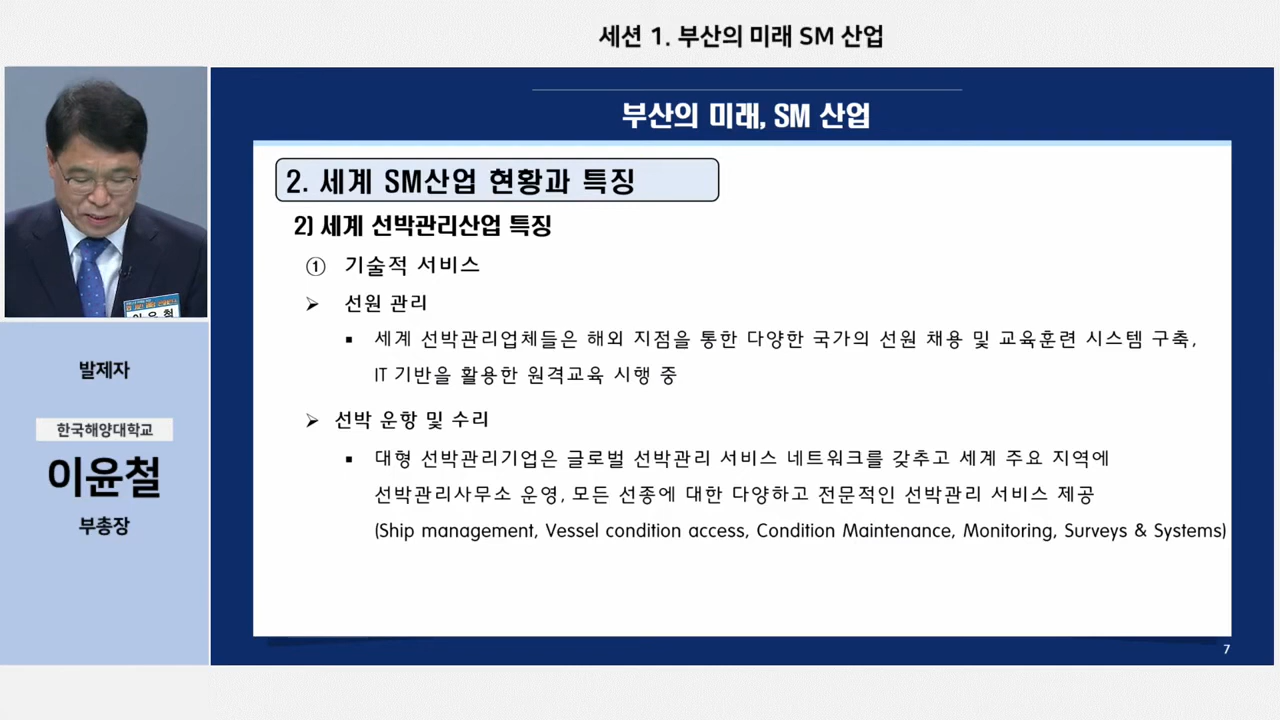 세션 1. 부산의 미래 SM 산업
부산의 미래, SM 산업
2. 세계 SM산업 현황과 특징
2) 세계 선박관리산업 특징
① 기술적 서비스
➢ 선원 관리
▪ 세계 선박관리업체들은 해외 지점을 통한 다양한 국가의 선원 채용 및 교육훈련 시스템 구축,
IT 기반을 활용한 원격교육 시행 중
➢ 선박 운항 및 수리
▪ 대형 선박관리기업은 글로벌 선박관리 서비스 네트워크를 갖추고 세계 주요 지역에
선박관리사무소 운영, 모든 선종에 대한 다양하고 전문적인 선박관리 서비스 제공
(Ship management, Vessel condition access, Condition Maintenance, Monitoring, Surveys & Systems)
7
발제자
한국해양대학교
이윤철
부총장